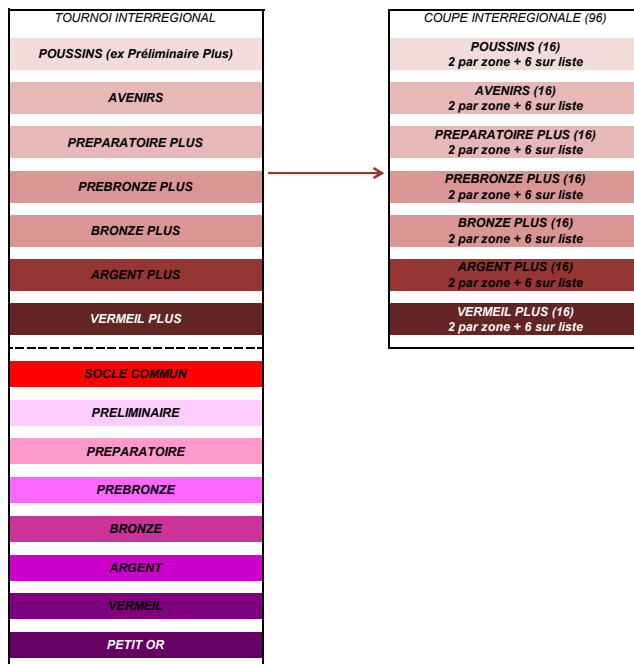 TOURNOI INTERREGIONAL
POUSSINS (ex Préliminaire Plus)
AVENIRS
PREPARATOIRE PLUS
PREBRONZE PLUS
BRONZE PLUS
ARGENT PLUS
VERMEIL PLUS
SOCLE COMMUN
PRELIMINAIRE
PREPARATOIRE
PREBRONZE
BRONZE
ARGENT
VERMEIL
PETIT OR
COUPE INTERREGIONALE (96)
POUSSINS (16)
2 par zone + 6 sur liste
AVENIRS (16)
2 par zone + 6 sur liste
PREPARATOIRE PLUS (16)
2 par zone + 6 sur liste
PREBRONZE PLUS (16)
2 par zone + 6 sur liste
BRONZE PLUS (16)
2 par zone + 6 sur liste
ARGENT PLUS (16)
2 par zone + 6 sur liste
VERMEIL PLUS (16)
2 par zone + 6 sur liste